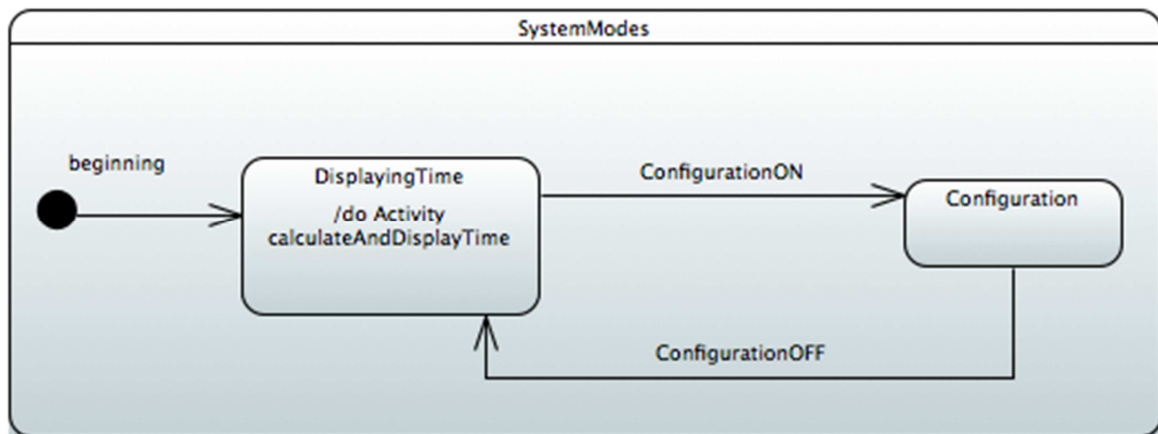 SystemModes
beginning
DisplayingTime
/do Activity
calculateAndDisplayTime
ConfigurationON
Configuration
ConfigurationOFF